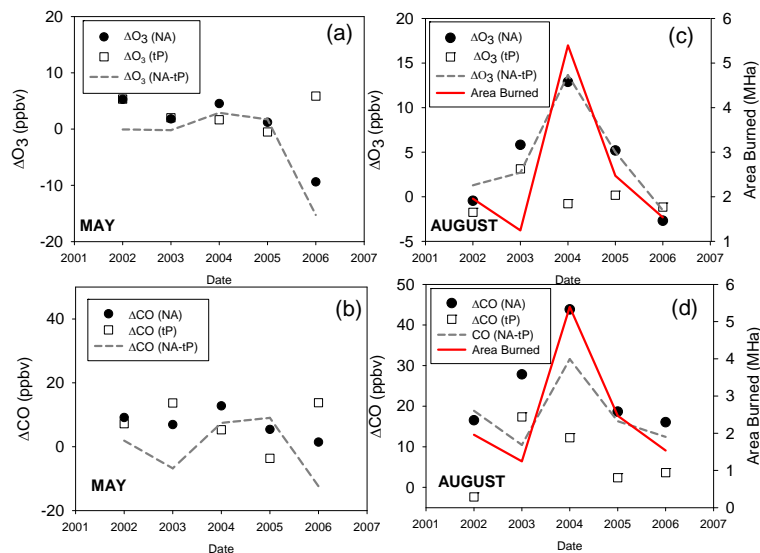 (a)
ΔO3 (NA)
ΔO3 (tP)
ΔO3 (NA-tP)
20
10
0
-10
-20
ΔO3 (ppbv)
MAY
2001 2002 2003 2004 2005 2006 2007
Date
(c)
ΔO3 (NA)
ΔO3 (tP)
ΔO3 (NA-tP)
Area Burned
20
15
10
5
0
-5
ΔO3 (ppbv)
6
5
4
3
2
1
Area Burned (MHa)
AUGUST
2001 2002 2003 2004 2005 2006 2007
Date
(b)
ΔCO (NA)
ΔCO (tP)
ΔCO (NA-tP)
50
40
20
0
-20
ΔCO (ppbv)
MAY
2001 2002 2003 2004 2005 2006 2007
Date
(d)
ΔCO (NA)
ΔCO (tP)
CO (NA-tP)
Area Burned
50
40
30
20
10
0
ΔCO (ppbv)
6
5
4
3
2
1
0
Area Burned (MHa)
AUGUST
2001 2002 2003 2004 2005 2006 2007
Date